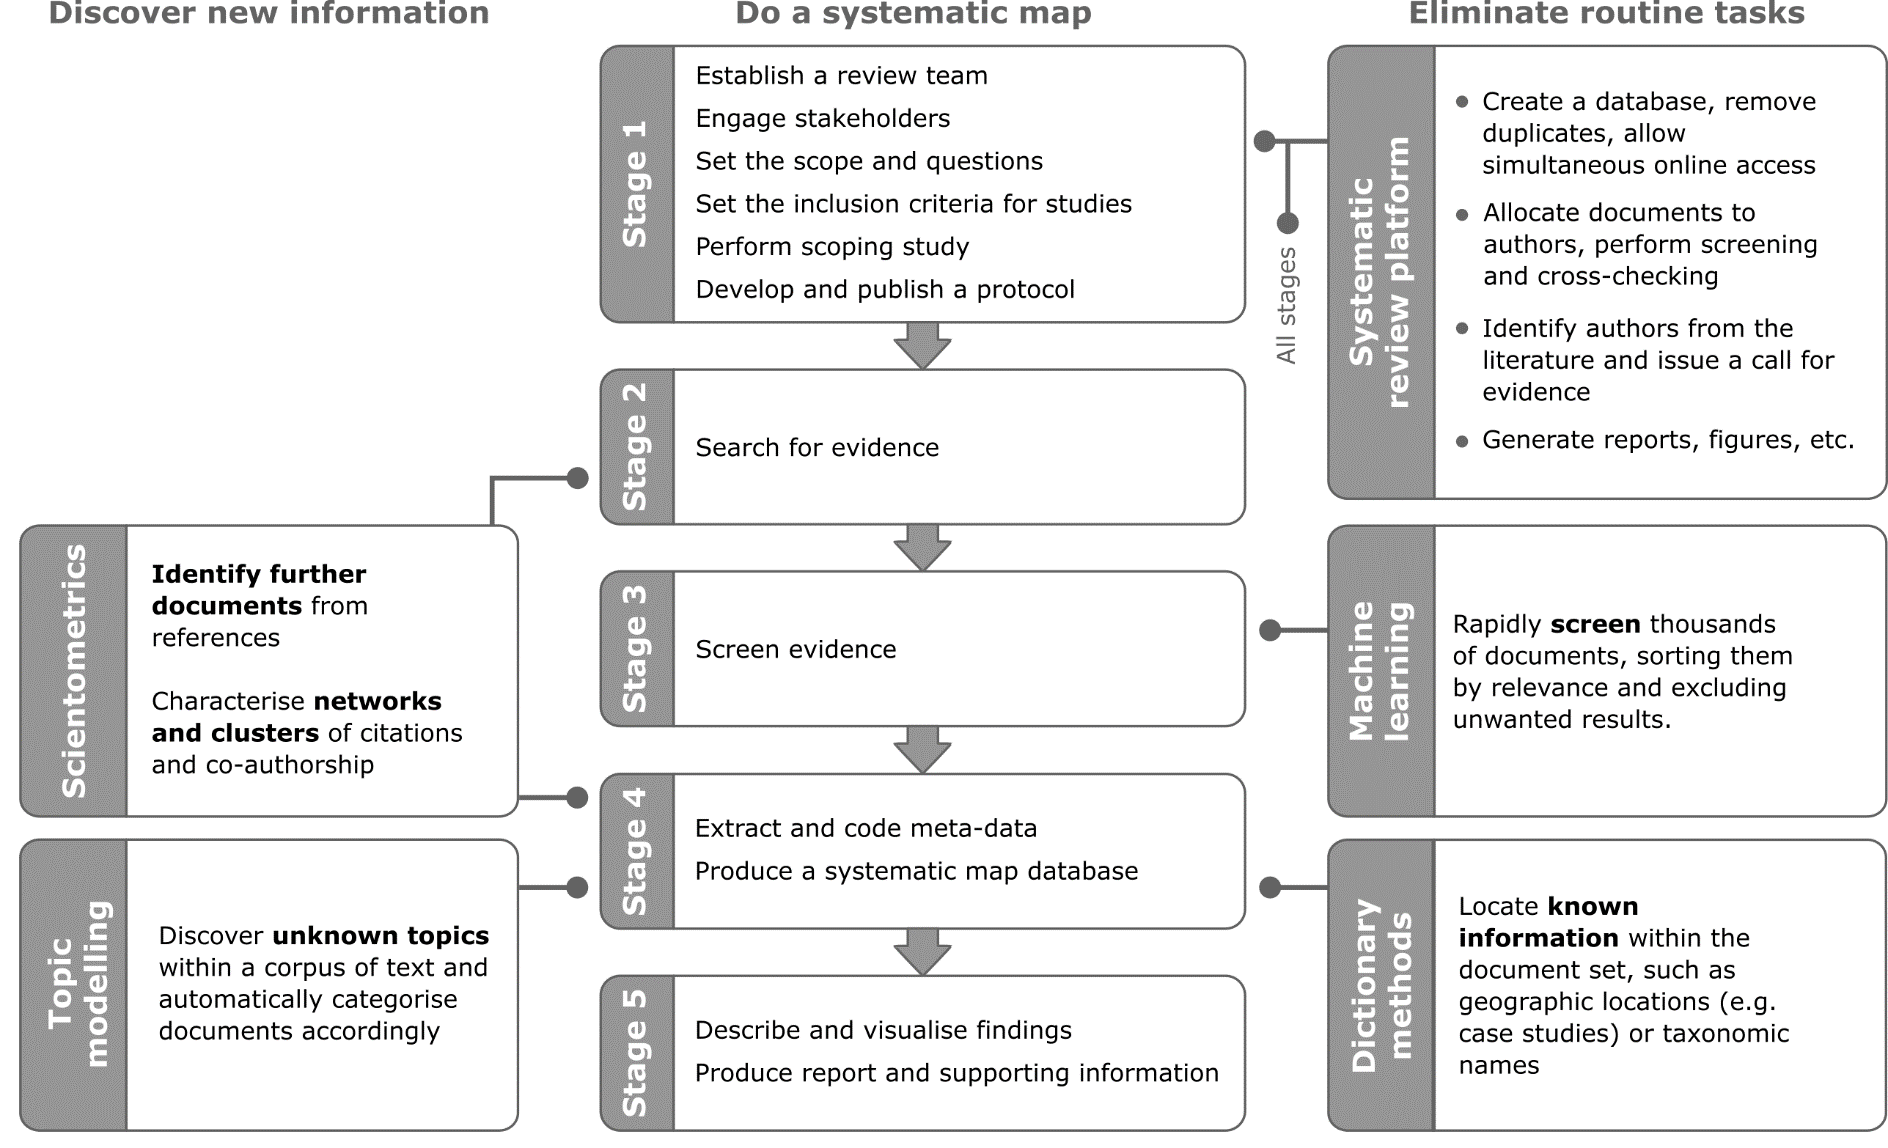 Discover new information
Do a systematic map
Eliminate routine tasks
Stage 1
Establish a review team
Engage stakeholders
Set the scope and questions
Set the inclusion criteria for studies
Perform scoping study
Develop and publish a protocol
All stages
Systematic
review platform
Create a database, remove
duplicates, allow
simultaneous online access
Allocate documents to
authors, perform screening
and cross-checking
Identify authors from the
literature and issue a call for
evidence
Generate reports, figures, etc.
Stage 2
Search for evidence
Scientometrics
Identify further
documents from
references
Characterise networks
and clusters of citations
and co-authorship
Stage 3
Screen evidence
Machine
learning
Rapidly screen thousands
of documents, sorting them
by relevance and excluding
unwanted results.
Stage 4
Extract and code meta-data
Produce a systematic map database
Topic
modelling
Discover unknown topics
within a corpus of text and
automatically categorise
documents accordingly
Stage 5
Describe and visualise findings
Produce report and supporting information
Dictionary
methods
Locate known
information within the
document set, such as
geographic locations (e.g.
case studies) or taxonomic
names